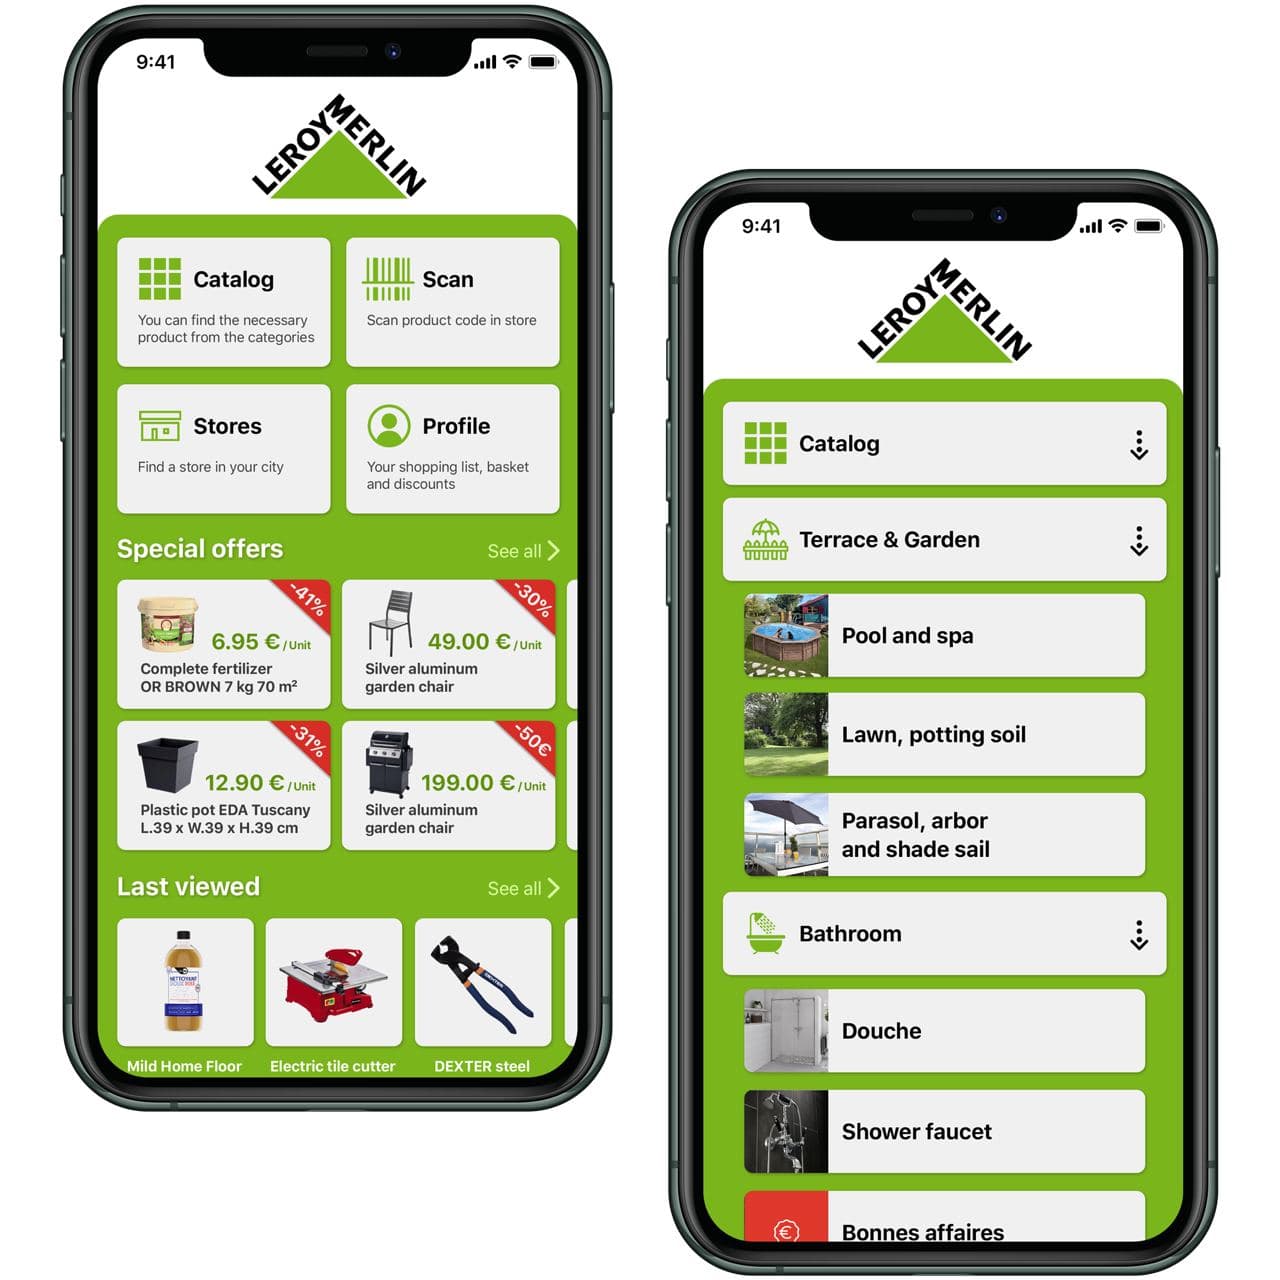 9:41
LEROY MERLIN
Catalog
You can find the necessary
product from the categories
Scan
Scan product code in store
Stores
Find a store in your city
Profile
Your shopping list, basket
and discounts
Special offers
See all
-41%
6.95 € / Unit
Complete fertilizer
OR BROWN 7 kg 70 m²
-30%
49.00 € / Unit
Silver aluminum
garden chair
-31%
12.90 € / Unit
Plastic pot EDA Tuscany
L.39 x W.39 x H.39 cm
-50€
199.00 € / Unit
Silver aluminum
garden chair
Last viewed
See all
NETTOYANT
Mild Home Floor
Electric tile cutter
DEXTER
DEXTER steel
9:41
LEROY MERLIN
Catalog
Terrace & Garden
Pool and spa
Lawn, potting soil
Parasol, arbor
and shade sail
Bathroom
Douche
Shower faucet
€
Bonnes affaires